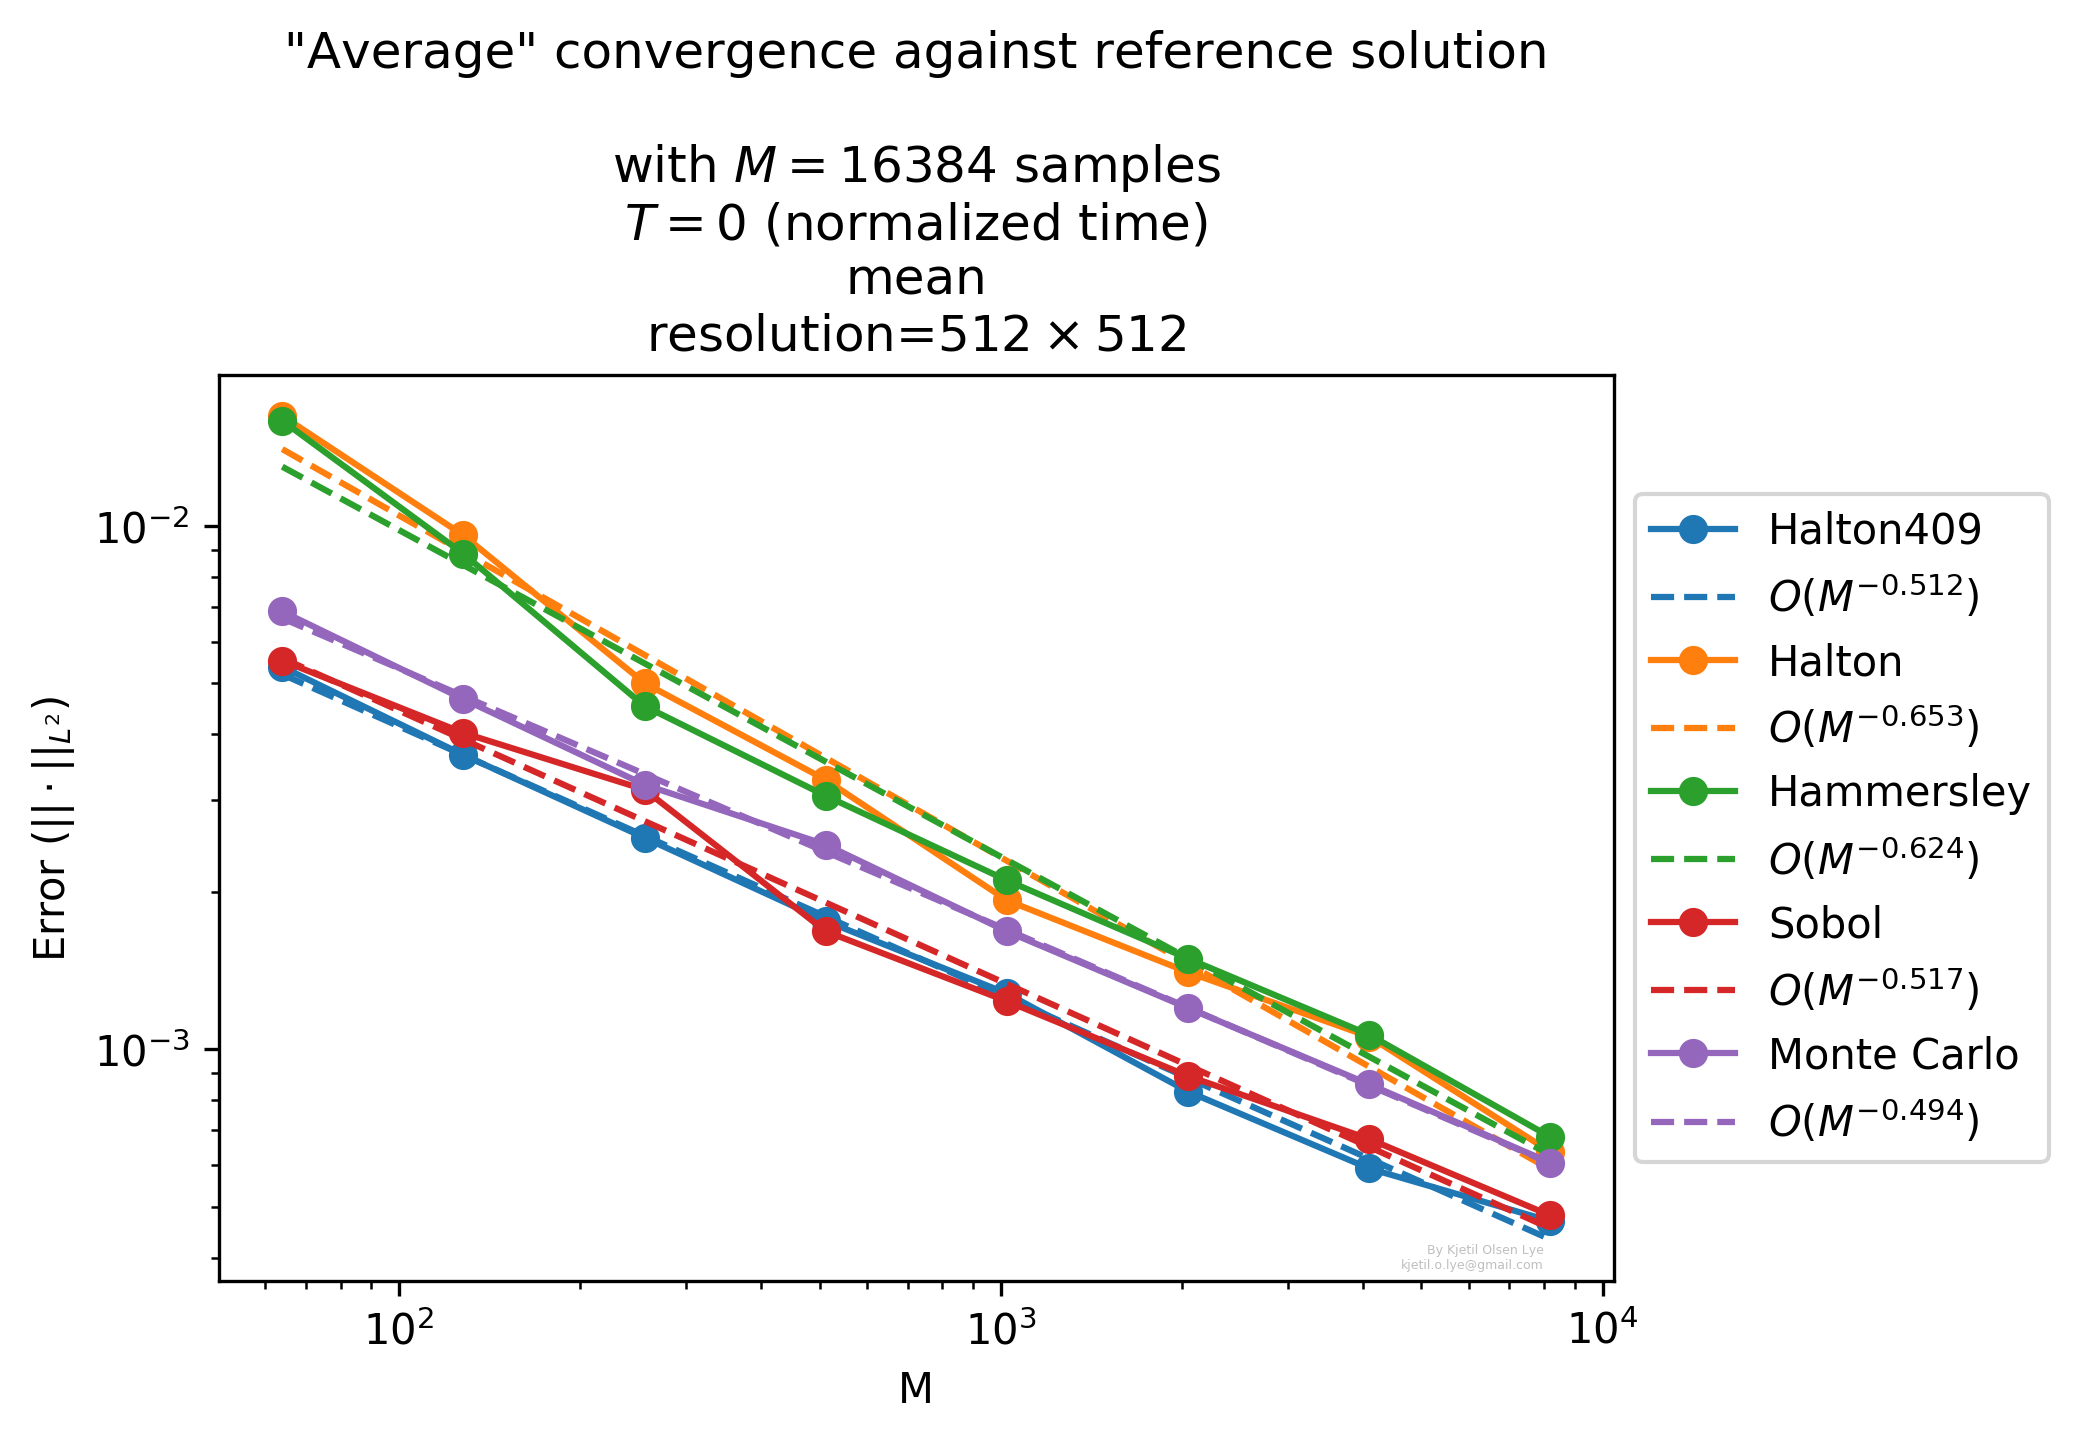 "Average" convergence against reference solution
with M = 16384 samples
T = 0 (normalized time)
mean
resolution=512 × 512
Error (|| · ||_{L^2})
10^{-2}
10^{-3}
10^2
10^3
10^4
M
Halton409
O(M^{-0.512})
Halton
O(M^{-0.653})
Hammersley
O(M^{-0.624})
Sobol
O(M^{-0.517})
Monte Carlo
O(M^{-0.494})
By Kjetil Olsen Lye
kjetil.o.lye@gmail.com